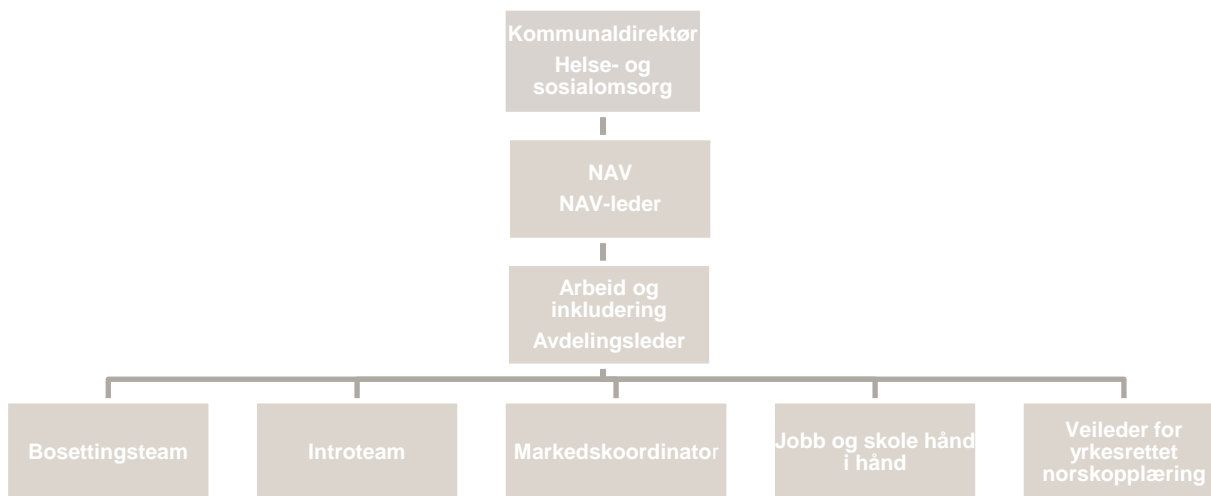 Kommunaldirektør
Helse- og
sosialomsorg
NAV
NAV-leder
Arbeid og
inkludering
Avdelingsleder
Bosettingsteam
Introteam
Markedskoordinator
Jobb og skole hånd
i hånd
Veileder for
yrkesrettet
norskopplæring